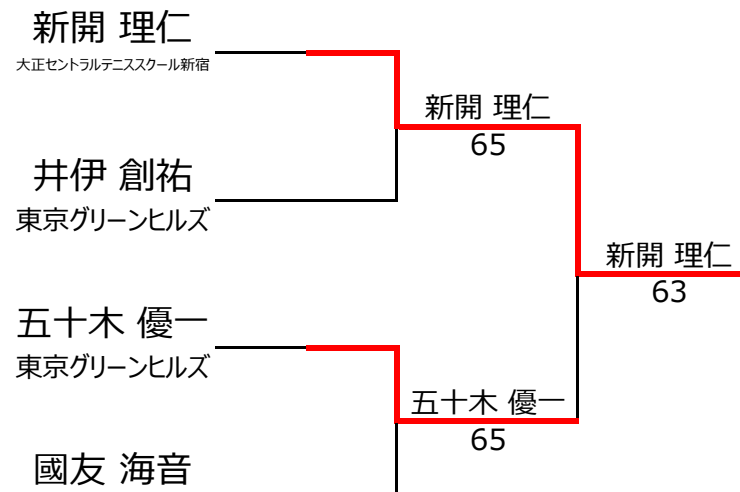 新開 理仁
大正セントラルテニススクール新宿
新開 理仁
65
井伊 創祐
東京グリーンヒルズ
新開 理仁
63
五十木 優一
東京グリーンヒルズ
五十木 優一
65
國友 海音